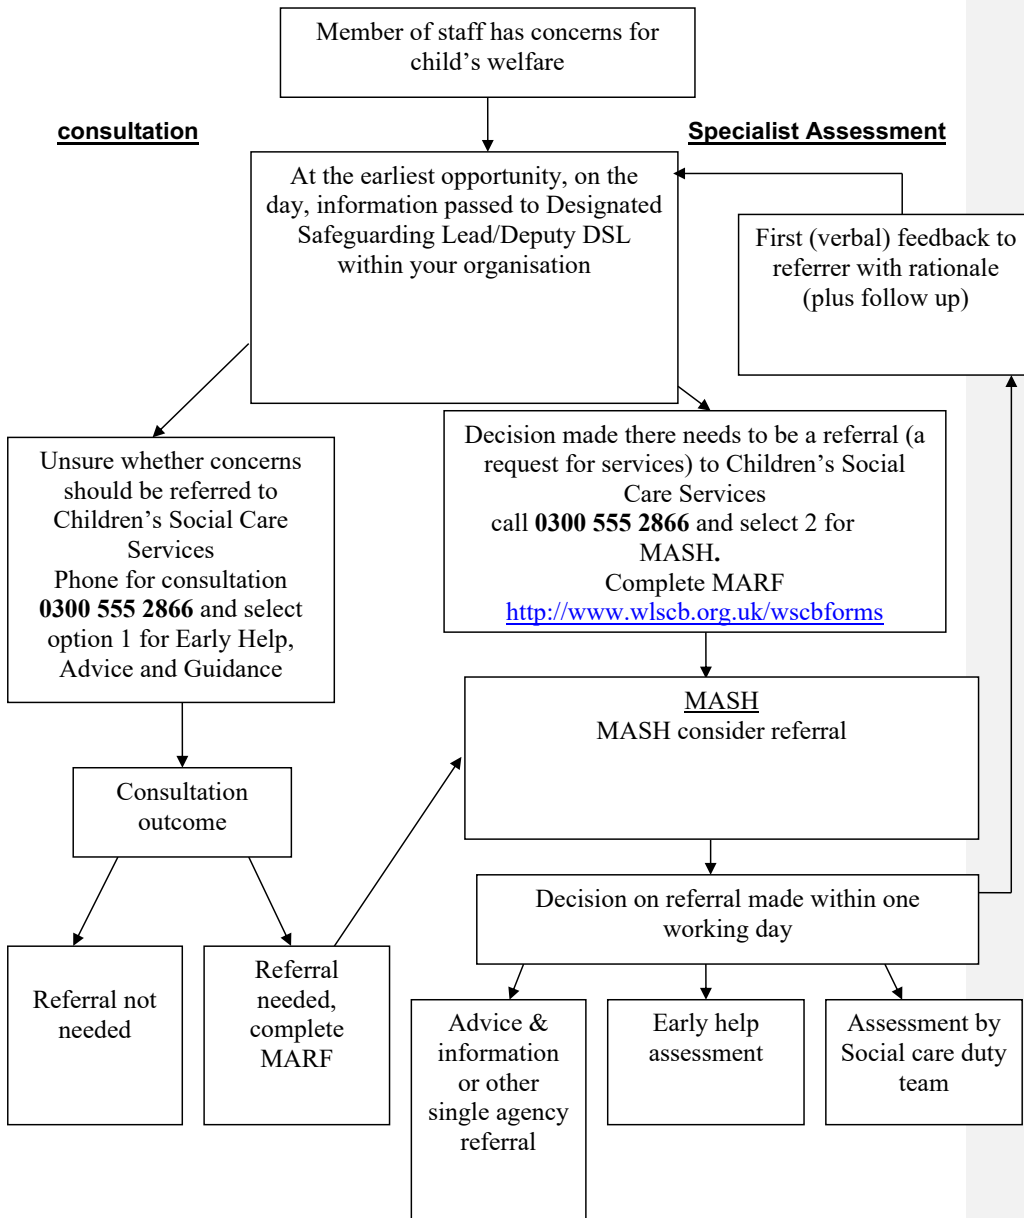 Member of staff has concerns for
child’s welfare
consultation
Specialist Assessment
At the earliest opportunity, on the
day, information passed to Designated
Safeguarding Lead/Deputy DSL
within your organisation
First (verbal) feedback to
referrer with rationale
(plus follow up)
Unsure whether concerns
should be referred to
Children’s Social Care
Services
Phone for consultation
0300 555 2866 and select
option 1 for Early Help,
Advice and Guidance
Decision made there needs to be a referral (a
request for services) to Children’s Social
Care Services
call 0300 555 2866 and select 2 for
MASH.
Complete MARF
http://www.wlscb.org.uk/wscbforms
MASH
MASH consider referral
Consultation
outcome
Decision on referral made within one
working day
Referral not
needed
Referral
needed,
complete
MARF
Advice &
information
or other
single agency
referral
Early help
assessment
Assessment by
Social care duty
team